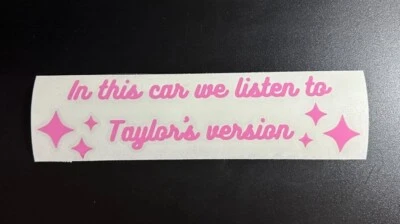 In this car we listen to
Taylor's version